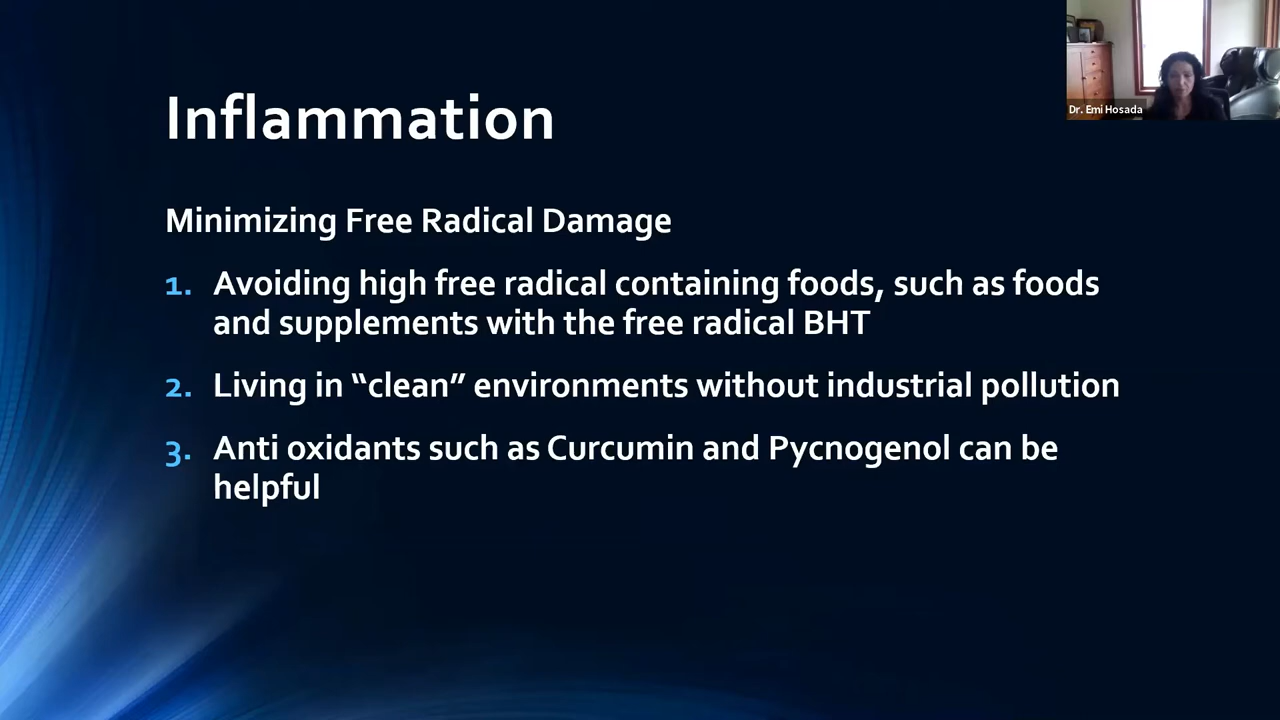 Dr. Emi Hosada
Inflammation
Minimizing Free Radical Damage
1. Avoiding high free radical containing foods, such as foods
and supplements with the free radical BHT
2. Living in “clean” environments without industrial pollution
3. Anti oxidants such as Curcumin and Pycnogenol can be
helpful